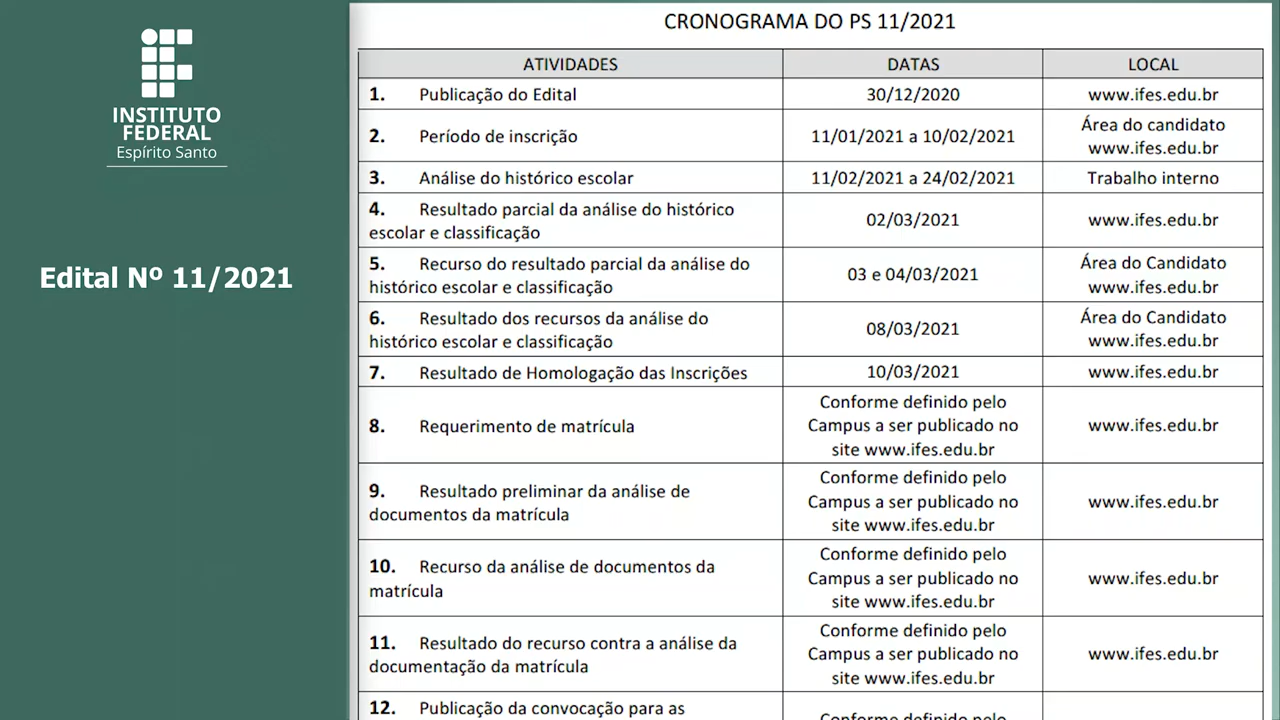 INSTITUTO
FEDERAL
Espírito Santo
Edital Nº 11/2021
CRONOGRAMA DO PS 11/2021
ATIVIDADES DATAS LOCAL
1. Publicação do Edital 30/12/2020 www.ifes.edu.br
2. Período de inscrição 11/01/2021 a 10/02/2021 Área do candidato
www.ifes.edu.br
3. Análise do histórico escolar 11/02/2021 a 24/02/2021 Trabalho interno
4. Resultado parcial da análise do histórico
escolar e classificação 02/03/2021 www.ifes.edu.br
5. Recurso do resultado parcial da análise do
histórico escolar e classificação 03 e 04/03/2021 Área do Candidato
www.ifes.edu.br
6. Resultado dos recursos da análise do
histórico escolar e classificação 08/03/2021 Área do Candidato
www.ifes.edu.br
7. Resultado de Homologação das Inscrições 10/03/2021 www.ifes.edu.br
8. Requerimento de matrícula Conforme definido pelo
Campus a ser publicado no
site www.ifes.edu.br www.ifes.edu.br
9. Resultado preliminar da análise de
documentos da matrícula Conforme definido pelo
Campus a ser publicado no
site www.ifes.edu.br www.ifes.edu.br
10. Recurso da análise de documentos da
matrícula Conforme definido pelo
Campus a ser publicado no
site www.ifes.edu.br www.ifes.edu.br
11. Resultado do recurso contra a análise da
documentação da matrícula Conforme definido pelo
Campus a ser publicado no
site www.ifes.edu.br www.ifes.edu.br
12. Publicação da convocação para as
Conforme definido pelo